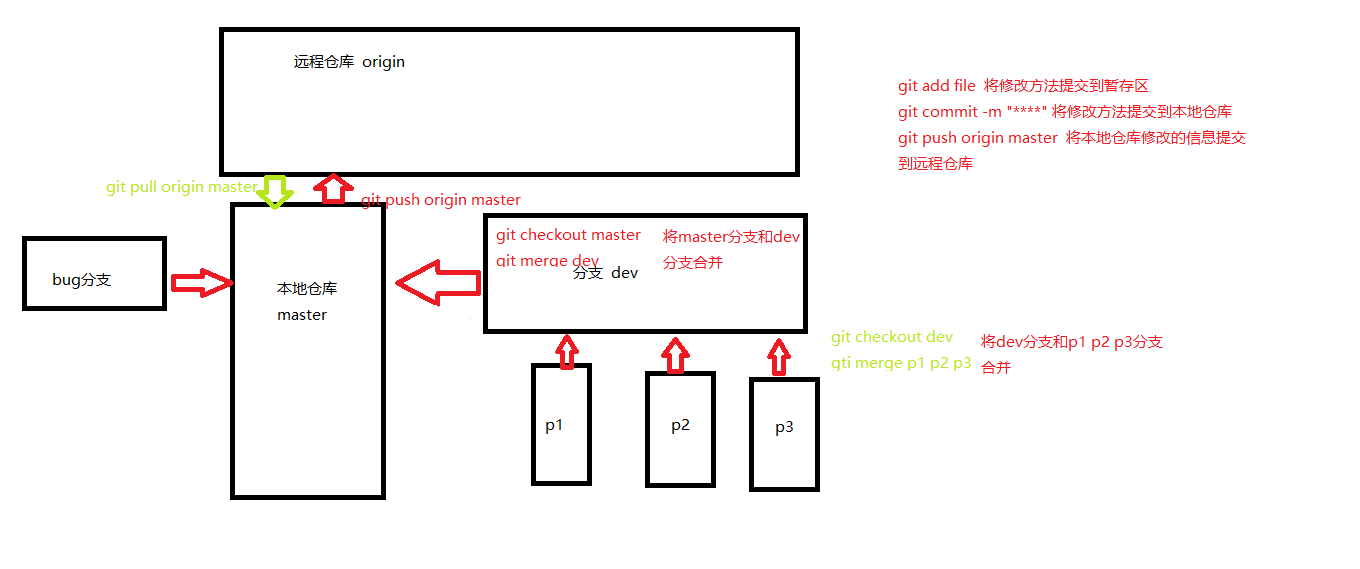 远程仓库 origin
git add file 将修改方法提交到暂存区
git commit -m "****" 将修改方法提交到本地仓库
git push origin master 将本地仓库修改的信息提交
到远程仓库
git pull origin master
git push origin master
git checkout master
git merge dev
将master分支和dev
分支合并
分支 dev
bug分支
本地仓库
master
git checkout dev
gti merge p1 p2 p3
将dev分支和p1 p2 p3分支
合并
p1
p2
p3